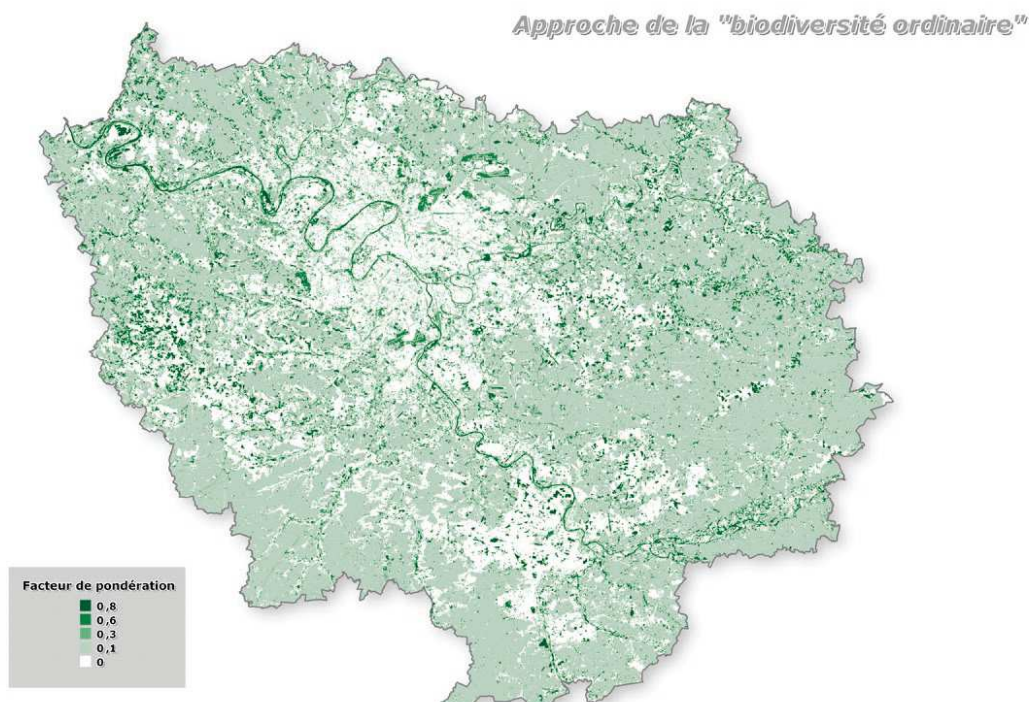 Approche de la "biodiversité ordinaire"
Facteur de pondération
0,8
0,6
0,3
0,1
0